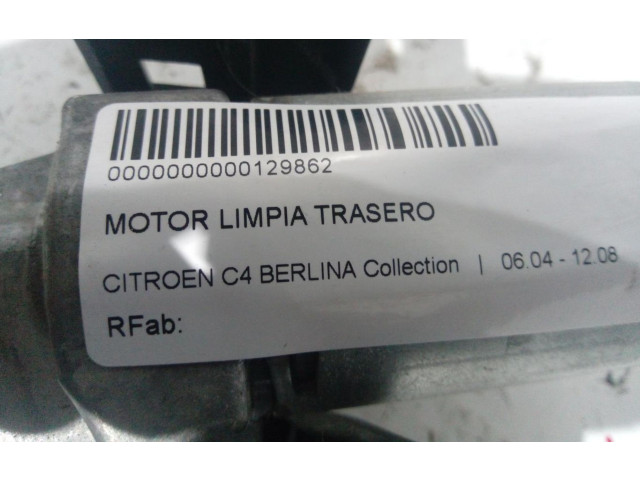 0000000000129862
MOTOR LIMPIA TRASERO
CITROEN C4 BERLINA Collection | 06.04 - 12.08
RFab: